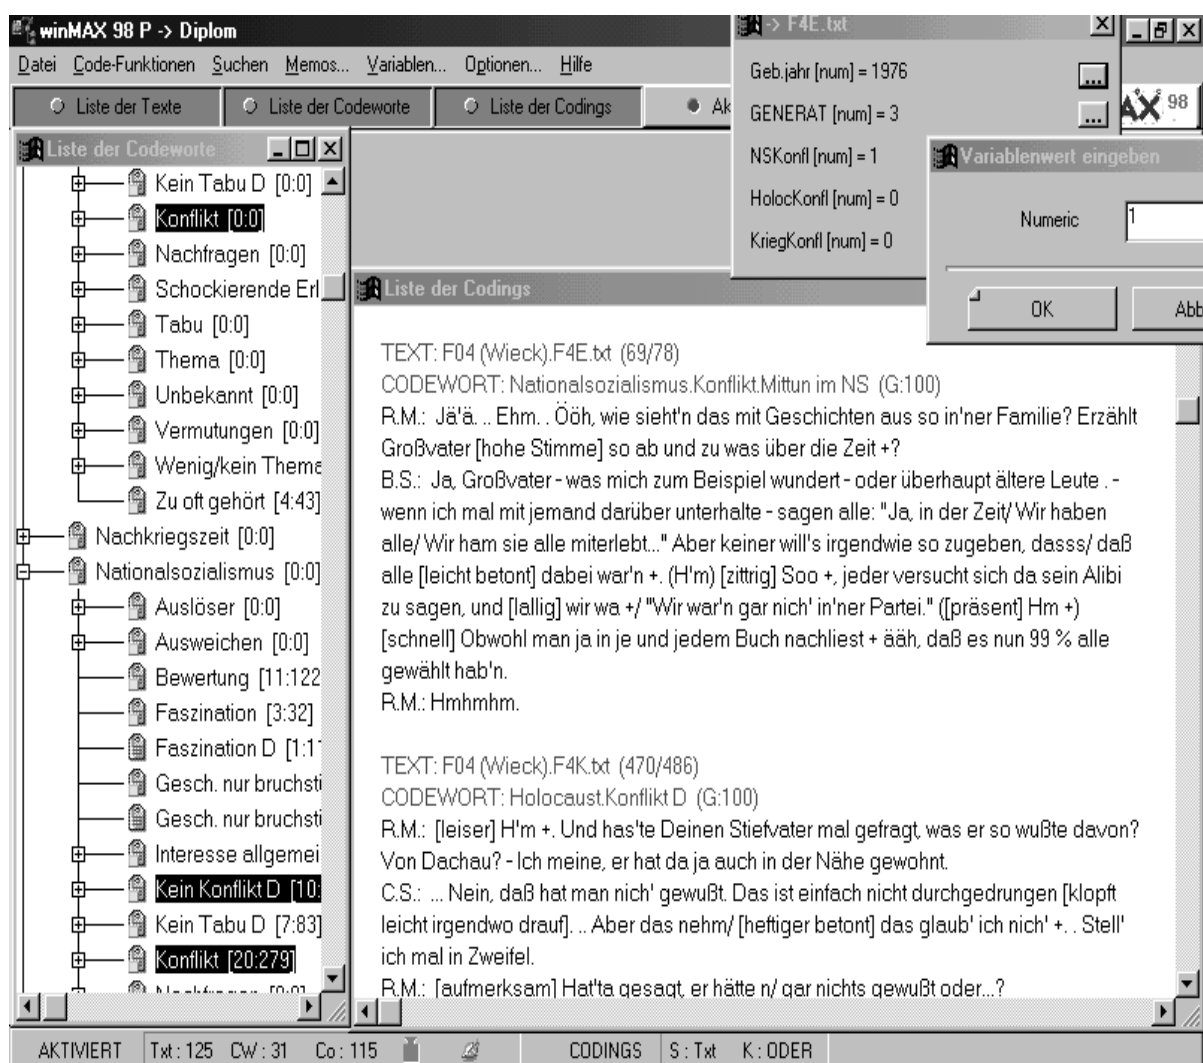 winMAX 98 P -> Diplom
Datei Code-Funktionen Suchen Memos... Variablen... Optionen... Hilfe
Liste der Texte Liste der Codeworte Liste der Codings Ak
AX 98
-> F4E.txt
Geb.jahr [num] = 1976 ...
GENERAT [num] = 3 ...
NSKonfl [num] = 1
HolocKonfl [num] = 0
KriegKonfl [num] = 0
Variablenwert eingeben
Numeric 1
OK Abb
Liste der Codeworte
Kein Tabu D [0:0]
Konflikt [0:0]
Nachfragen [0:0]
Schockierende Erl
Tabu [0:0]
Thema [0:0]
Unbekannt [0:0]
Vermutungen [0:0]
Wenig/kein Thema
Zu oft gehört [4:43]
Nachkriegszeit [0:0]
Nationalsozialismus [0:0]
Auslöser [0:0]
Ausweichen [0:0]
Bewertung [11:122
Faszination [3:32]
Faszination D [1:1
Gesch. nur bruchst
Gesch. nur bruchst
Interesse allgemei
Kein Konflikt D [10:
Kein Tabu D [7:83]
Konflikt [20:279]
Liste der Codings
TEXT: F04 (Wieck).F4E.txt (69/78)
CODEWORT: Nationalsozialismus.Konflikt.Mittun im NS (G:100)
R.M.: Jä'ä. .. Ehm. . Ööh, wie sieht'n das mit Geschichten aus so in'ner Familie? Erzählt
Großvater [hohe Stimme] so ab und zu was über die Zeit +?
B.S.: Ja, Großvater - was mich zum Beispiel wundert - oder überhaupt ältere Leute . -
wenn ich mal mit jemand darüber unterhalte - sagen alle: "Ja, in der Zeit/ Wir haben
alle/ Wir ham sie alle miterlebt..." Aber keiner will's irgendwie so zugeben, dasss/ daß
alle [leicht betont] dabei war'n +. (H'm) [zittrig] Soo +, jeder versucht sich da sein Alibi
zu sagen, und [lallig] wir wa +/ "Wir war'n gar nich' in'ner Partei." ([präsent] Hm +)
[schnell] Obwohl man ja in je und jedem Buch nachliest + ääh, daß es nun 99 % alle
gewählt hab'n.
R.M.: Hmhmhm.
TEXT: F04 (Wieck).F4K.txt (470/486)
CODEWORT: Holocaust.Konflikt D (G:100)
R.M.: [leiser] H'm +. Und has'te Deinen Stiefvater mal gefragt, was er so wußte davon?
Von Dachau? - Ich meine, er hat da ja auch in der Nähe gewohnt.
C.S.: ... Nein, daß hat man nich' gewußt. Das ist einfach nicht durchgedrungen [klopft
leicht irgendwo drauf]. .. Aber das nehm/ [heftiger betont] das glaub' ich nich' +. . Stell'
ich mal in Zweifel.
R.M.: [aufmerksam] Hat'ta gesagt, er hätte n/ gar nichts gewußt oder...?
AKTIVIERT Txt : 125 CW : 31 Co : 115 CODINGS S : Txt K : ODER